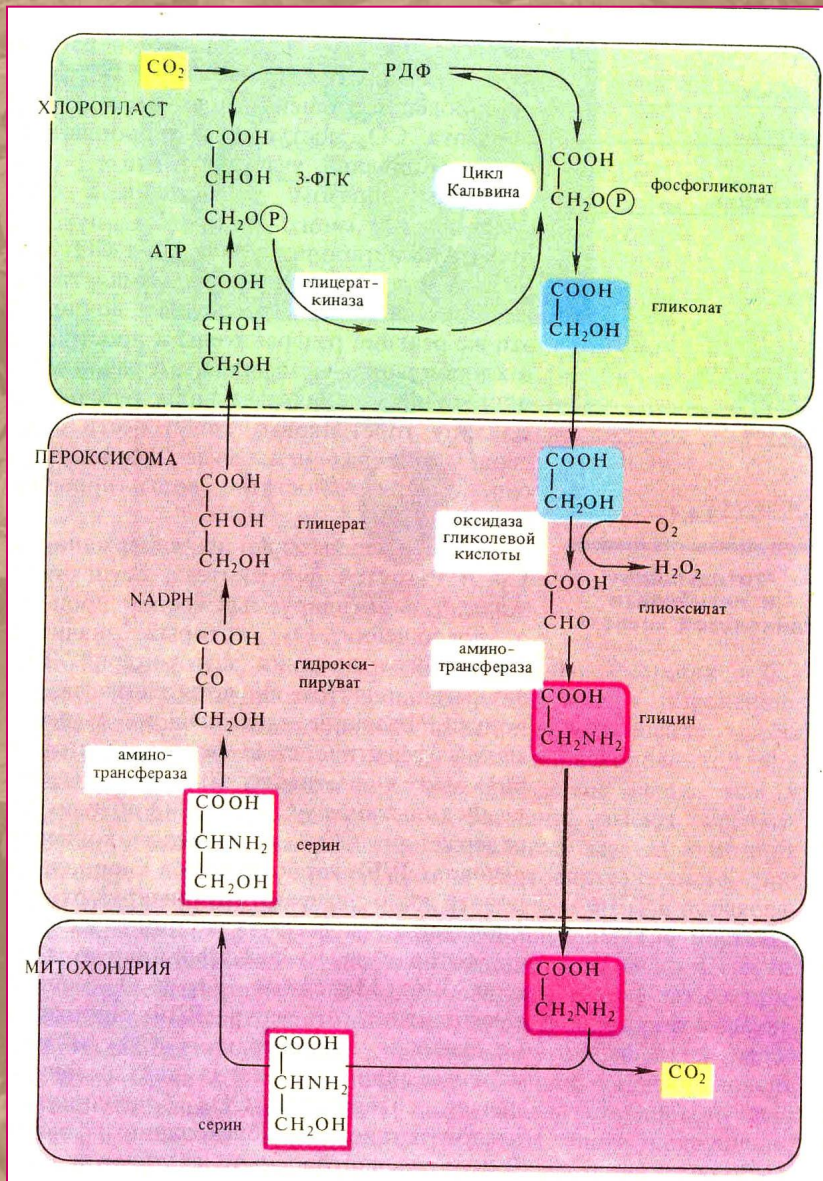 CO₂
РДФ
ХЛОРОПЛАСТ
COOH
CHOH
CH₂OP
3-ФГК
Цикл
Кальвина
COOH
CH₂OP
фосфогликолат
ATP
COOH
CHOH
CH₂OH
глицерат-
киназа
COOH
CH₂OH
гликолат
ПЕРОКСИСОМА
COOH
CHOH
CH₂OH
глицерат
COOH
CH₂OH
оксидаза
гликолевой
кислоты
O₂
H₂O₂
COOH
CHO
глиоксилат
NADPH
COOH
CO
CH₂OH
гидрокси-
пируват
амино-
трансфераза
COOH
CH₂NH₂
глицин
амино-
трансфераза
COOH
CHNH₂
CH₂OH
серин
МИТОХОНДРИЯ
COOH
CH₂NH₂
CO₂
COOH
CHNH₂
CH₂OH
серин